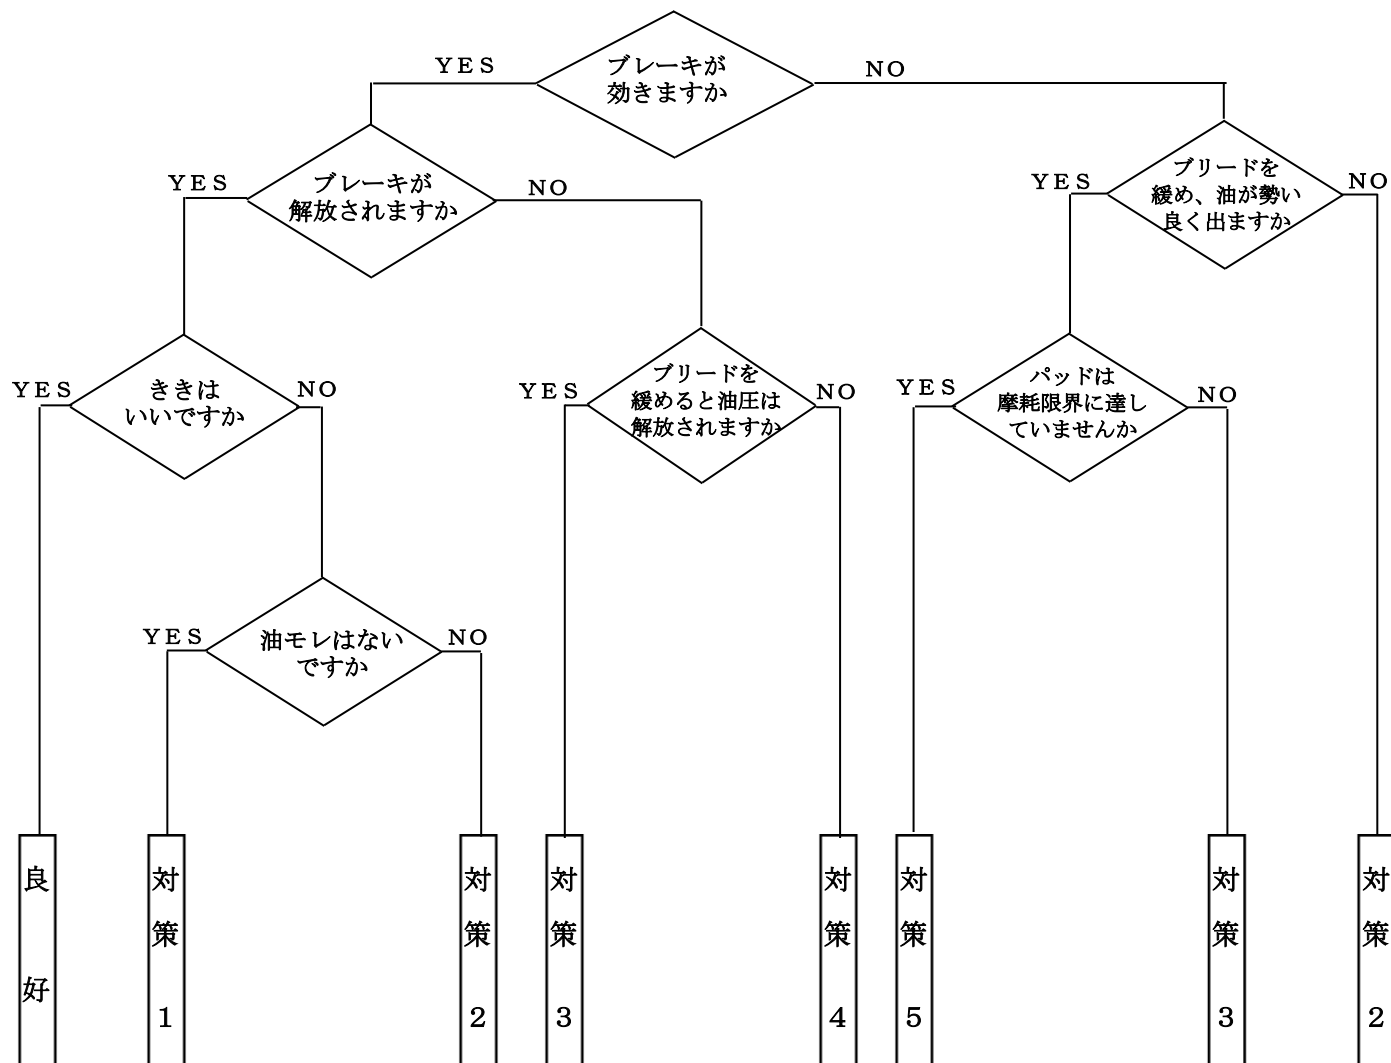 ブレーキが
効きますか
YES
NO
ブレーキが
解放されますか
YES
NO
ブリードを
緩め、油が勢い
良く出ますか
YES
NO
ききは
いいですか
YES
NO
ブリードを
緩めると油圧は
解放されますか
YES
NO
パッドは
摩耗限界に達し
ていませんか
YES
NO
油モレはない
ですか
YES
NO
良好
対策1
対策2
対策3
対策4
対策5
対策3
対策2